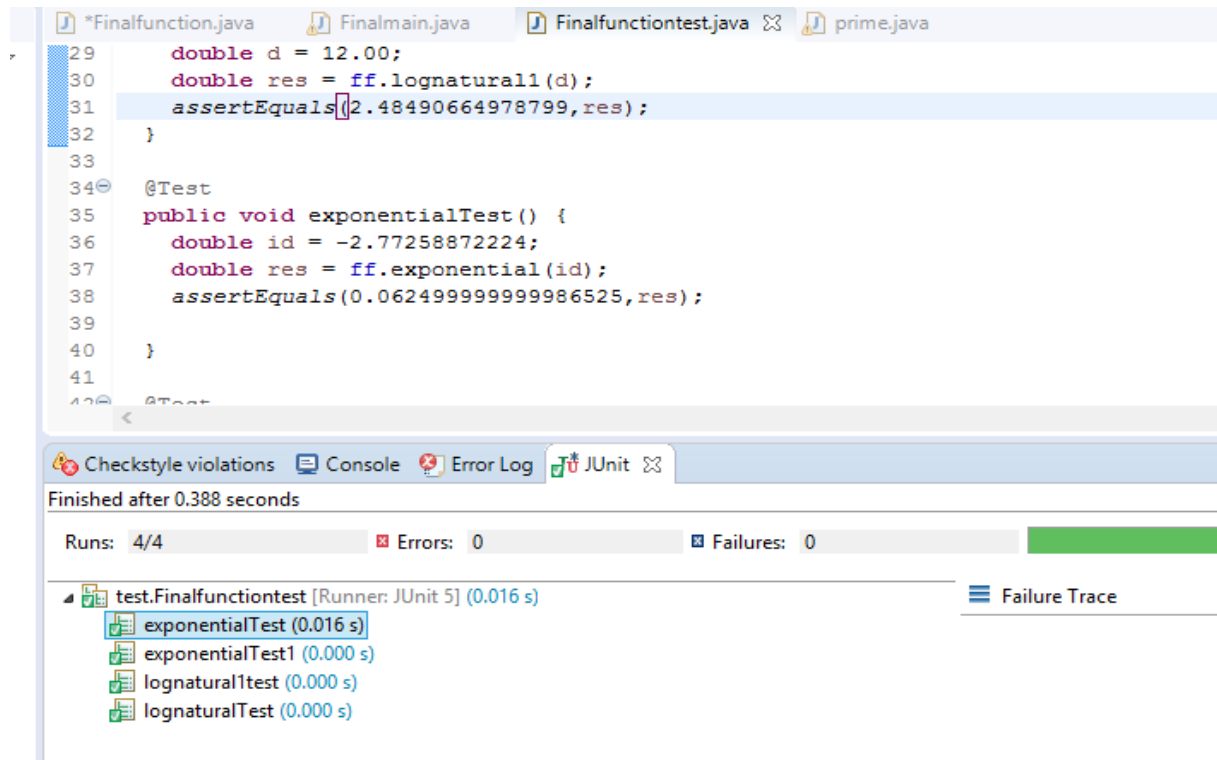 *Finalfunction.java Finalmain.java Finalfunctiontest.java prime.java
29 double d = 12.00;
30 double res = ff.lognatural1(d);
31 assertEquals(2.48490664978799,res);
32 }
33
34 @Test
35 public void exponentialTest() {
36 double id = -2.77258872224;
37 double res = ff.exponential(id);
38 assertEquals(0.062499999999986525,res);
39
40 }
41
42 @Test
Checkstyle violations Console Error Log JUnit
Finished after 0.388 seconds
Runs: 4/4 Errors: 0 Failures: 0
test.Finalfunctiontest [Runner: JUnit 5] (0.016 s) Failure Trace
exponentialTest (0.016 s)
exponentialTest1 (0.000 s)
lognatural1test (0.000 s)
lognaturalTest (0.000 s)